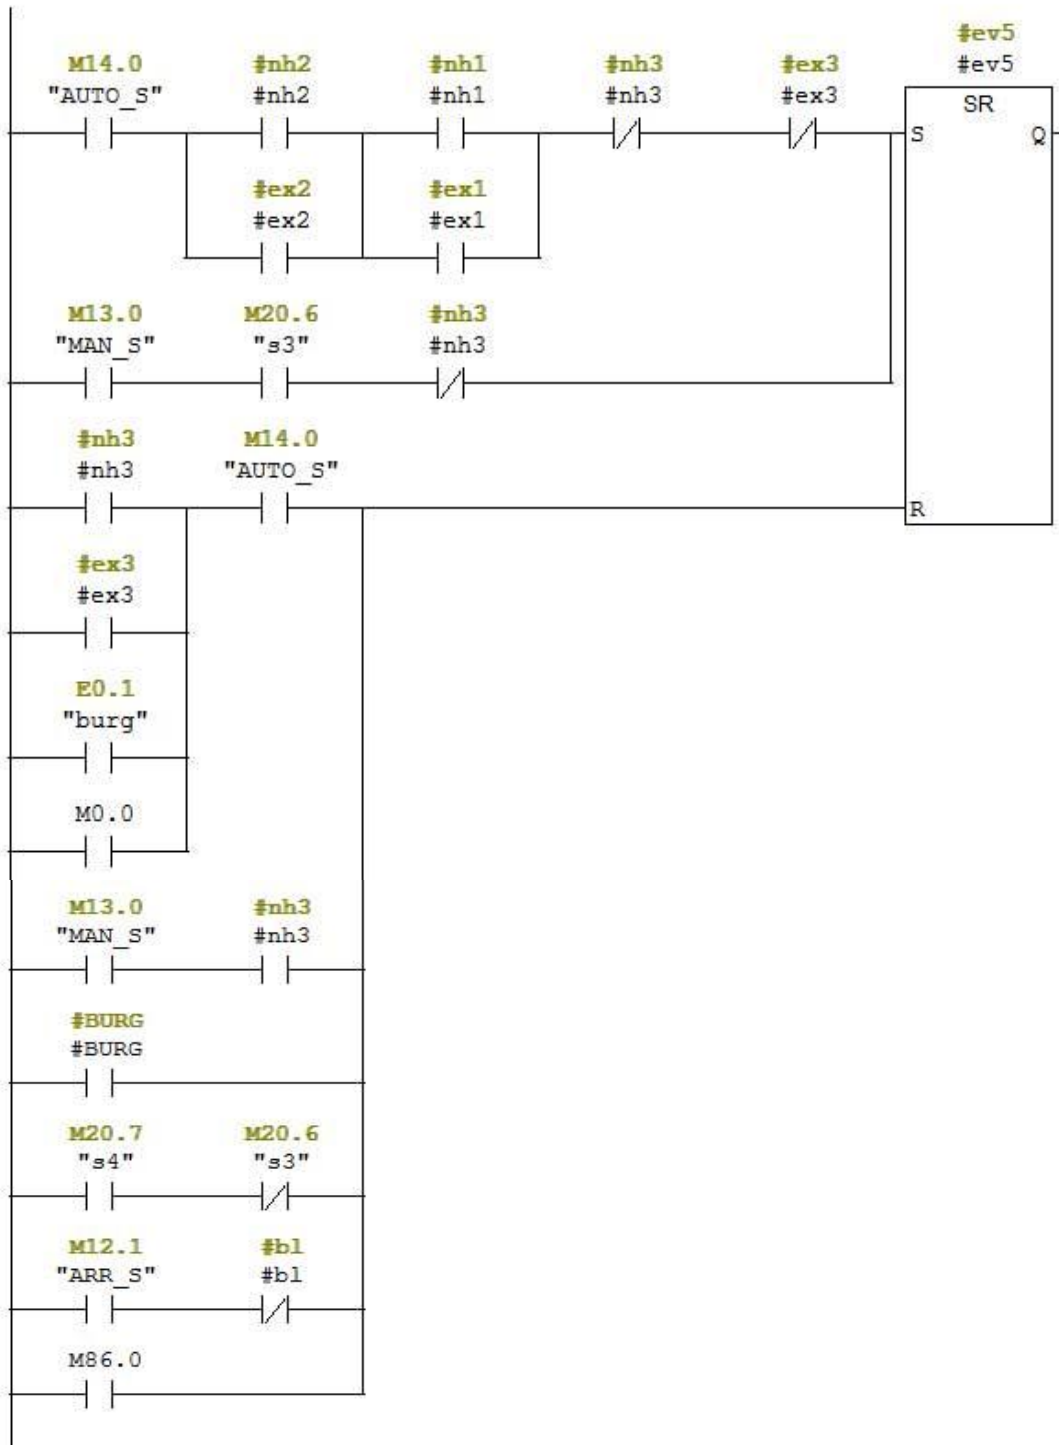 #ev5
M14.0 #nh2 #nh1 #nh3 #ex3 #ev5
"AUTO_S" #nh2 #nh1 #nh3 #ex3 SR
S Q
#ex2 #ex1
#ex2 #ex1
M13.0 M20.6 #nh3
"MAN_S" "s3" #nh3
#nh3 M14.0
#nh3 "AUTO_S"
R
#ex3
#ex3
E0.1
"burg"
M0.0
M13.0 #nh3
"MAN_S" #nh3
#BURG
#BURG
M20.7 M20.6
"s4" "s3"
M12.1 #bl
"ARR_S" #bl
M86.0